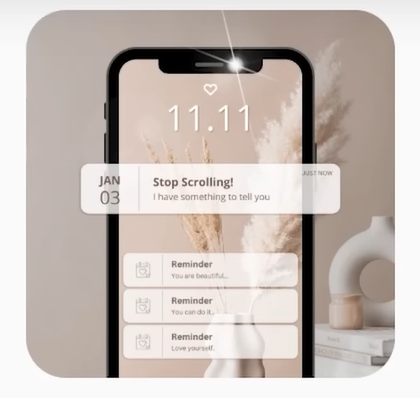 11.11
JUST NOW
JAN
03
Stop Scrolling!
I have something to tell you
Reminder
You are beautiful..
Reminder
You can do it..
Reminder
Love yourself.